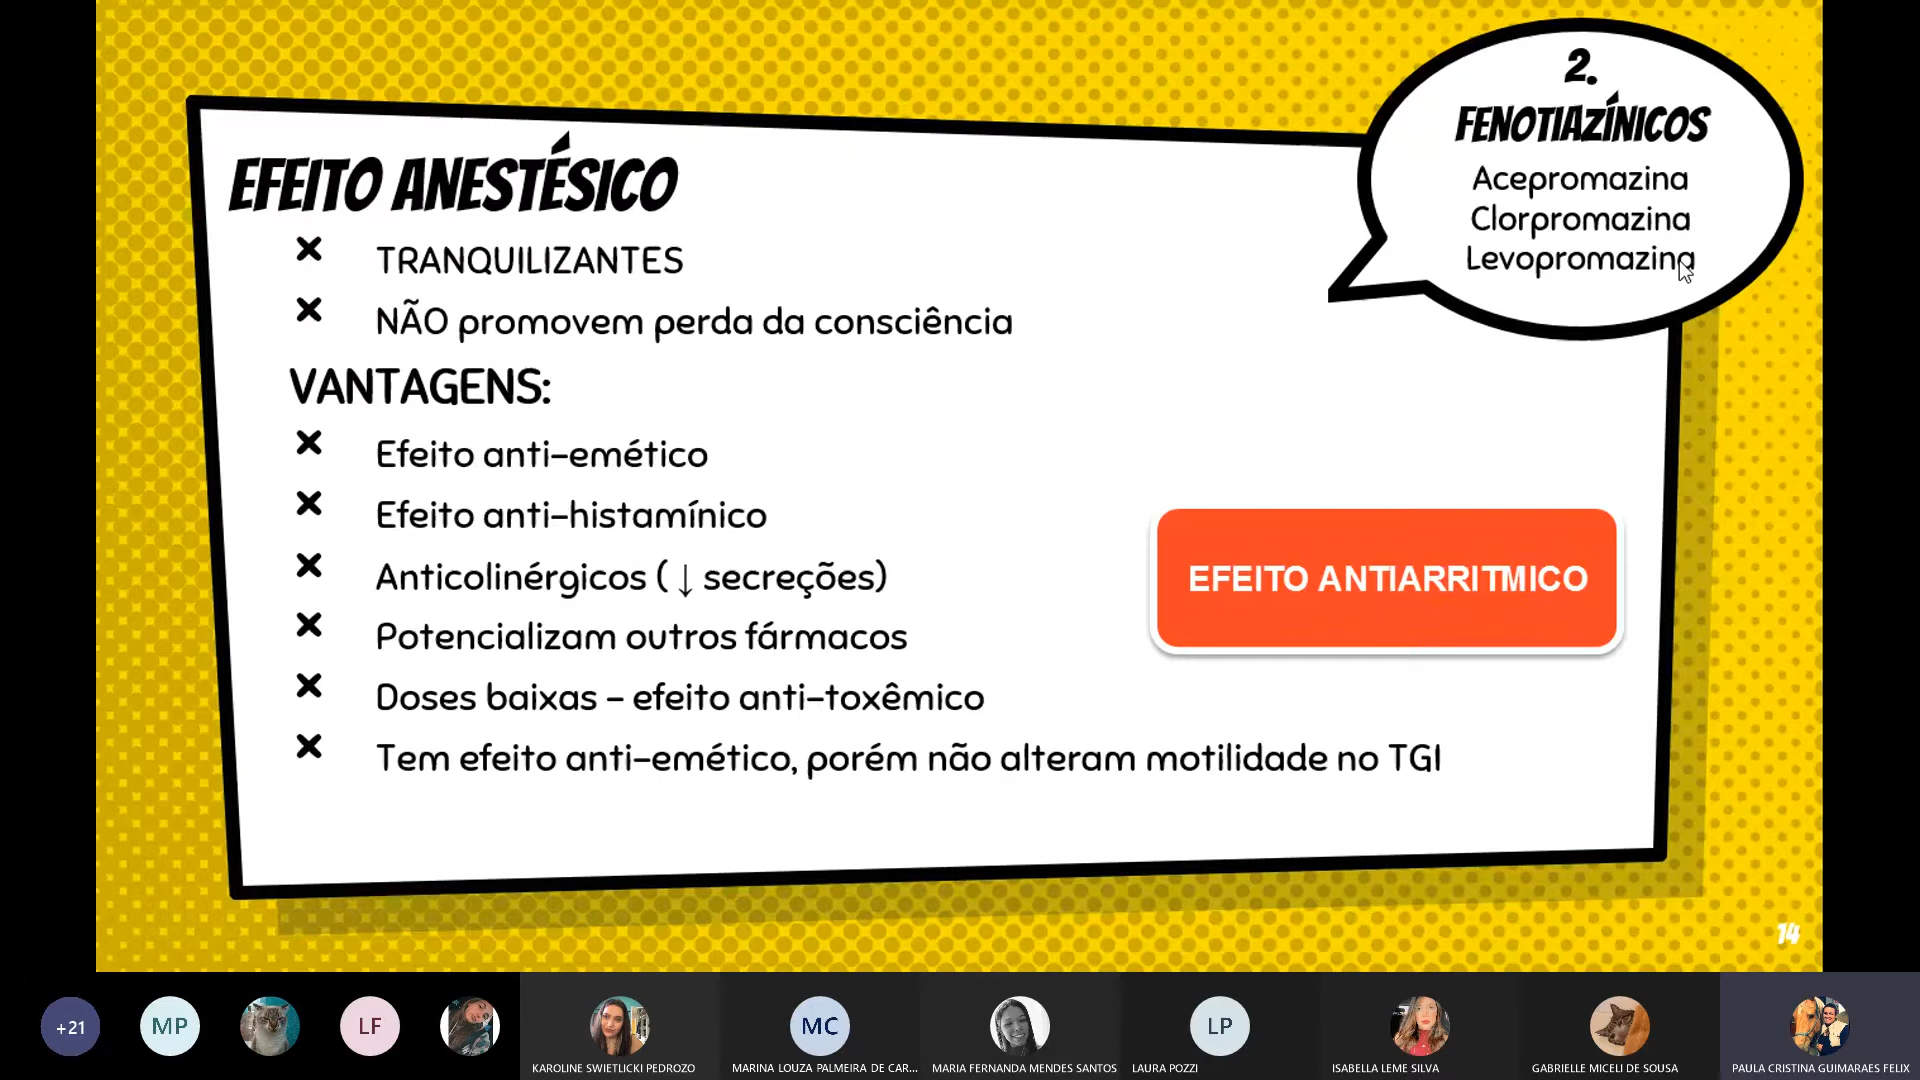 2.
FENOTIAZÍNICOS
Acepromazina
Clorpromazina
Levopromazina
EFEITO ANESTÉSICO
TRANQUILIZANTES
NÃO promovem perda da consciência
VANTAGENS:
Efeito anti-emético
Efeito anti-histamínico
Anticolinérgicos (↓ secreções)
Potencializam outros fármacos
Doses baixas - efeito anti-toxêmico
Tem efeito anti-emético, porém não alteram motilidade no TGI
EFEITO ANTIARRITMICO
14
+21
MP
LF
MC
LP
KAROLINE SWIETLICKI PEDROZO
MARINA LOUZA PALMEIRA DE CAR...
MARIA FERNANDA MENDES SANTOS
LAURA POZZI
ISABELLA LEME SILVA
GABRIELLE MICELI DE SOUSA
PAULA CRISTINA GUIMARAES FELIX